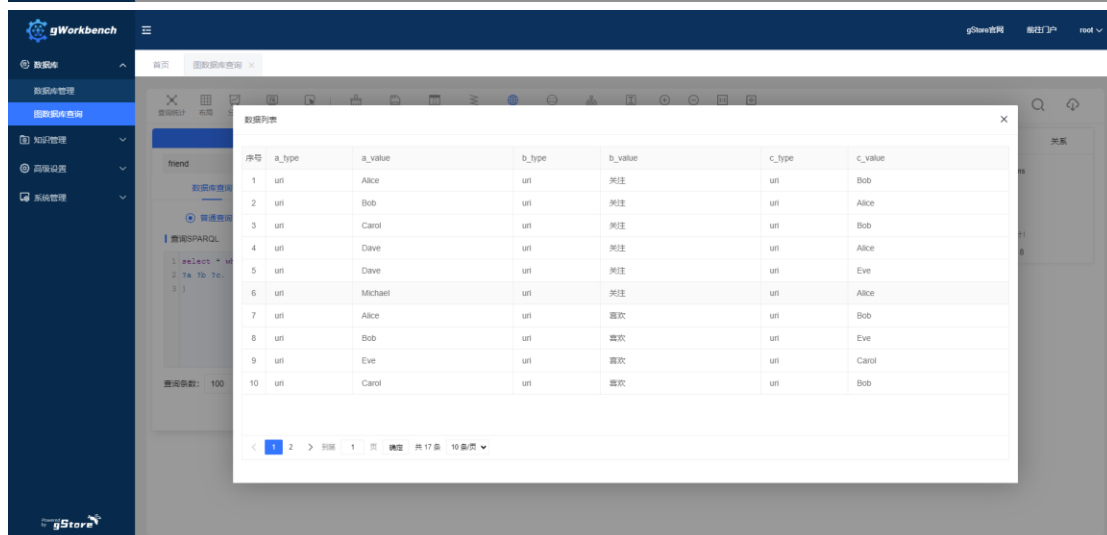 gWorkbench
gStore官网 前往门户 root
数据库
首页 图数据库查询 ×
数据库管理
图数据库查询
查询统计 布局
数据列表 ×
知识管理
关系
高级设置
系统管理
friend
序号 a_type a_value b_type b_value c_type c_value
1 uri Alice uri 关注 uri Bob
数据库查询
2 uri Bob uri 关注 uri Alice
普通查询
3 uri Carol uri 关注 uri Bob
查询SPARQL
4 uri Dave uri 关注 uri Alice
1 select * wh
5 uri Dave uri 关注 uri Eve
2 ?a ?b ?c.
3 }
6 uri Michael uri 关注 uri Alice
7 uri Alice uri 喜欢 uri Bob
8 uri Bob uri 喜欢 uri Eve
9 uri Eve uri 喜欢 uri Carol
查询条数: 100
10 uri Carol uri 喜欢 uri Bob
< 1 2 > 到第 1 页 确定 共 17 条 10 条/页
Powered by gStore